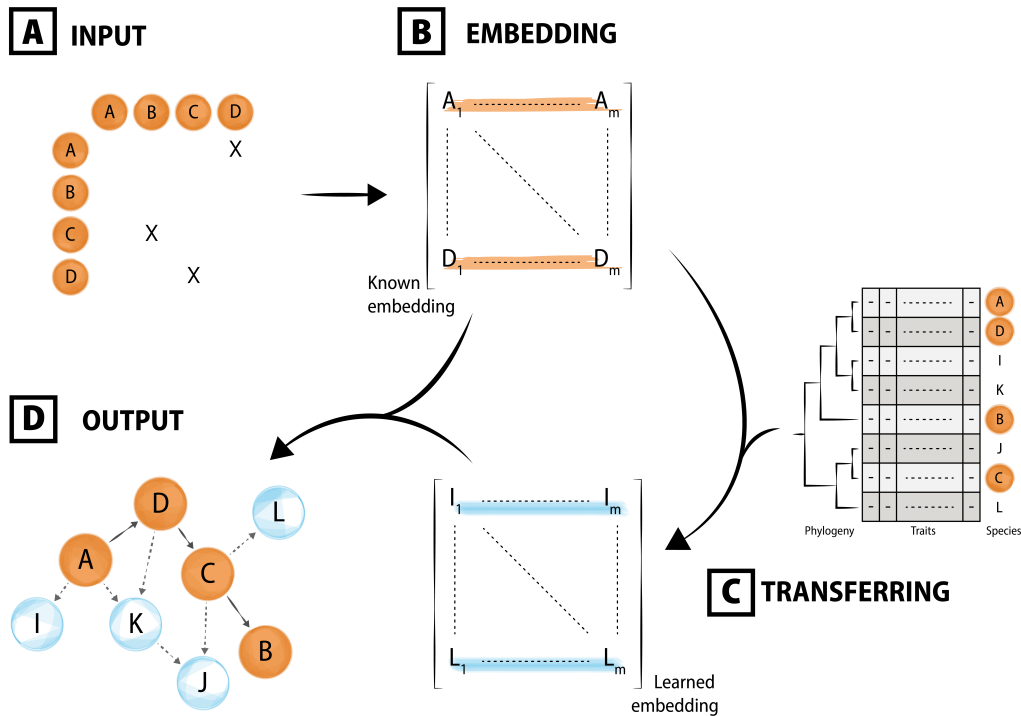 A INPUT
B EMBEDDING
A B C D
A X
B
C X
D X
A1 Am
D1 Dm
Known
embedding
- - - A
- - - D
- - - I
- - - K
- - - B
- - - J
- - - C
- - - L
Phylogeny Traits Species
D OUTPUT
D
L
A
C
I
K
B
J
I1 Im
L1 Lm
Learned
embedding
C TRANSFERRING